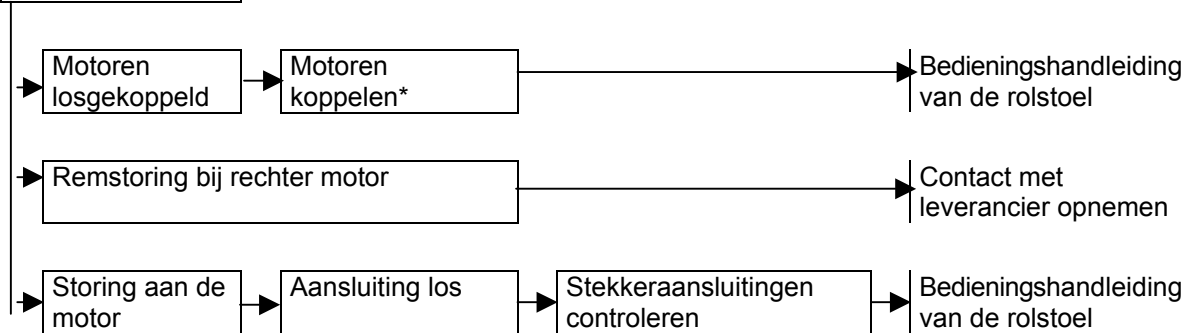 Motoren
losgekoppeld
Motoren
koppelen*
Bedieningshandleiding
van de rolstoel
Remstoring bij rechter motor
Contact met
leverancier opnemen
Storing aan de
motor
Aansluiting los
Stekkeraansluitingen
controleren
Bedieningshandleiding
van de rolstoel